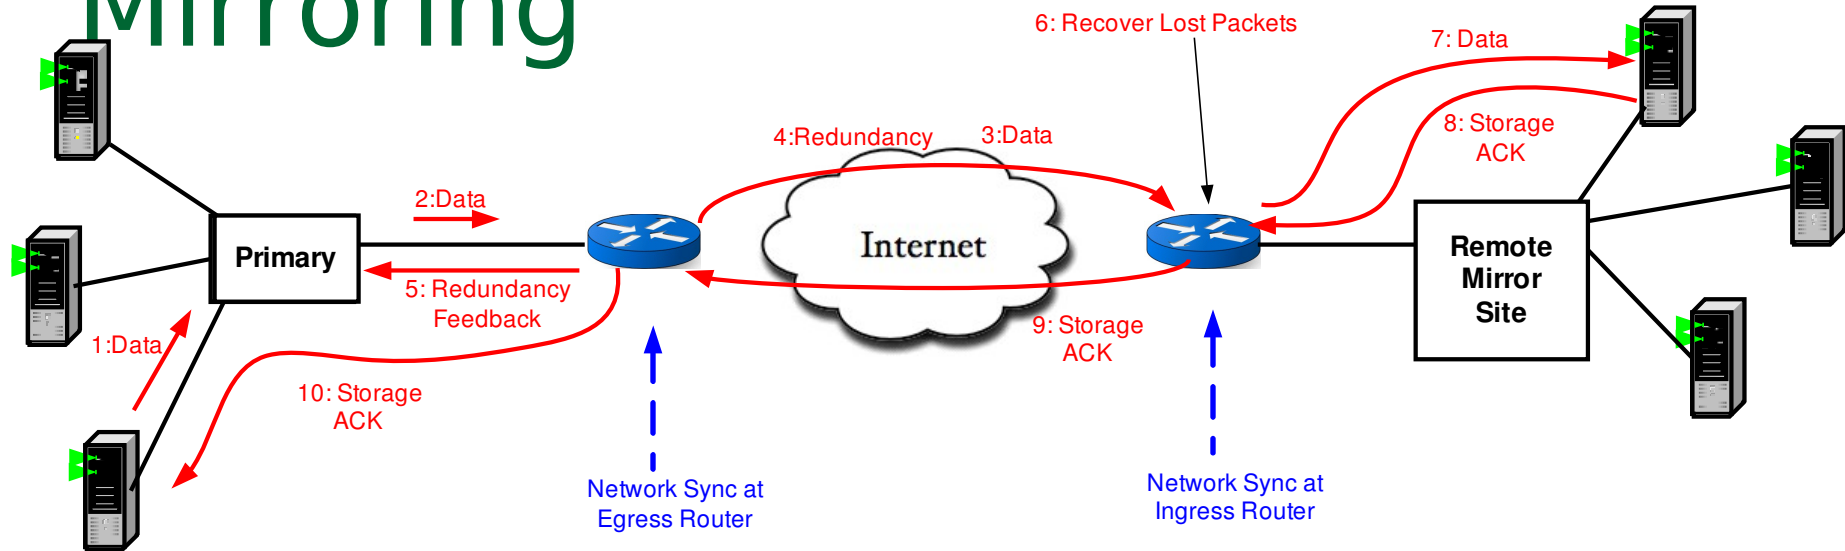 Mirroring
6: Recover Lost Packets
7: Data
8: Storage
ACK
4:Redundancy
3:Data
2:Data
Primary
Internet
Remote
Mirror
Site
5: Redundancy
Feedback
1:Data
9: Storage
ACK
10: Storage
ACK
Network Sync at
Egress Router
Network Sync at
Ingress Router